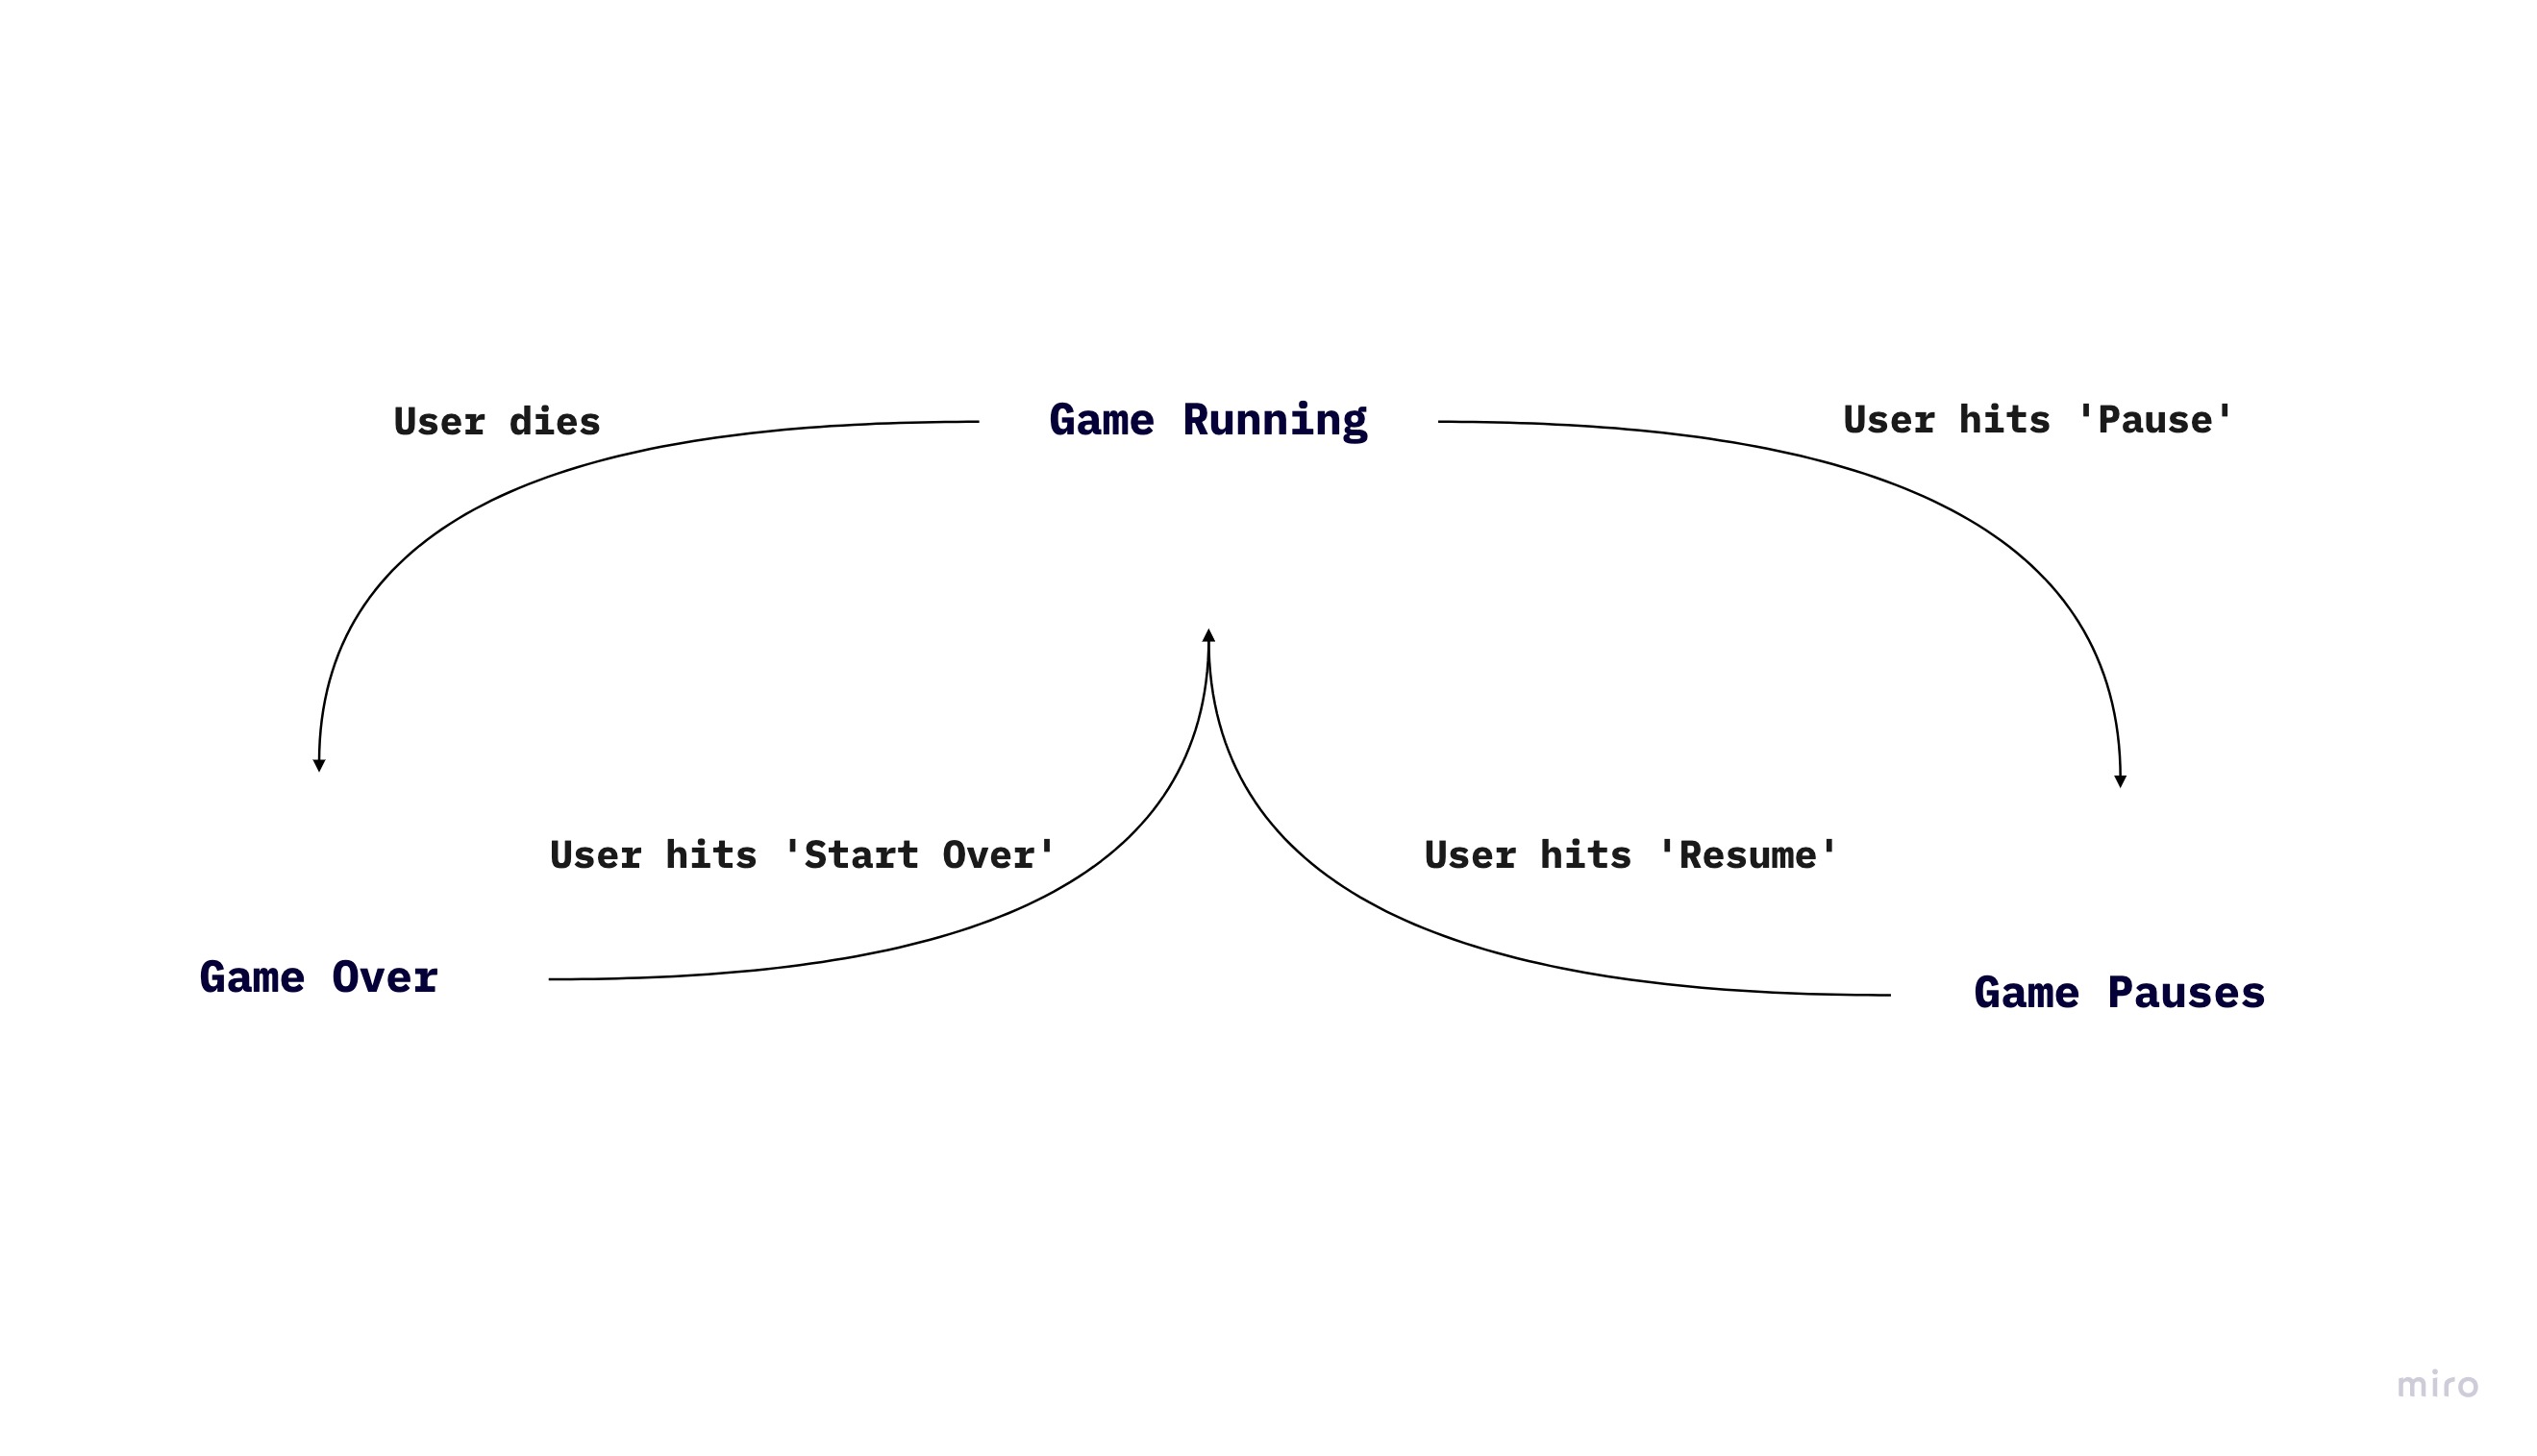 User dies
Game Running
User hits 'Pause'
User hits 'Start Over'
User hits 'Resume'
Game Over
Game Pauses
miro